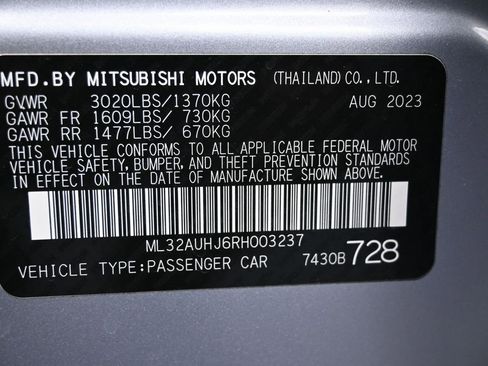 MFD.BY MITSUBISHI MOTORS (THAILAND) CO.,LTD.
GVWR 3020LBS/1370KG AUG 2023
GAWR FR 1609LBS/ 730KG
GAWR RR 1477LBS/ 670KG
THIS VEHICLE CONFORMS TO ALL APPLICABLE FEDERAL MOTOR
VEHICLE SAFETY, BUMPER, AND THEFT PREVENTION STANDARDS
IN EFFECT ON THE DATE OF MANUFACTURE SHOWN ABOVE.
ML32AUHJ6RH003237
VEHICLE TYPE:PASSENGER CAR 7430B 728